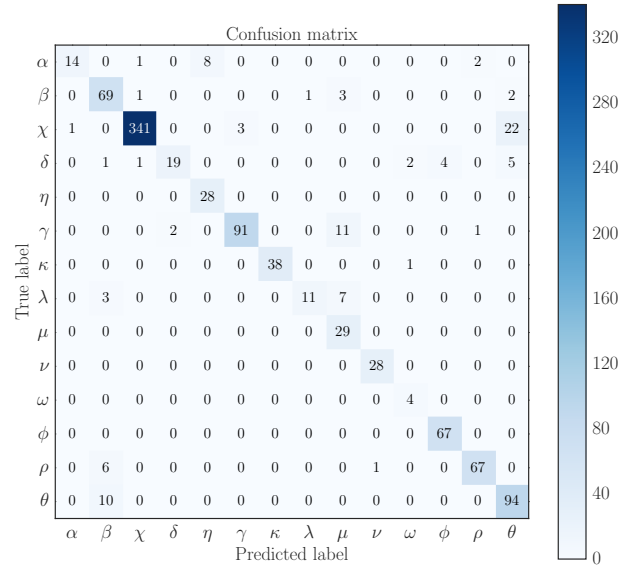 Confusion matrix
α 14 0 1 0 8 0 0 0 0 0 0 0 2 0
β 0 69 1 0 0 0 0 1 3 0 0 0 0 2
χ 1 0 341 0 0 3 0 0 0 0 0 0 0 22
δ 0 1 1 19 0 0 0 0 0 0 2 4 0 5
η 0 0 0 0 28 0 0 0 0 0 0 0 0 0
γ 0 0 0 2 0 91 0 0 11 0 0 0 1 0
κ 0 0 0 0 0 0 38 0 0 0 1 0 0 0
λ 0 3 0 0 0 0 0 11 7 0 0 0 0 0
μ 0 0 0 0 0 0 0 0 29 0 0 0 0 0
ν 0 0 0 0 0 0 0 0 0 28 0 0 0 0
ω 0 0 0 0 0 0 0 0 0 0 4 0 0 0
ϕ 0 0 0 0 0 0 0 0 0 0 0 67 0 0
ρ 0 6 0 0 0 0 0 0 0 1 0 0 67 0
θ 0 10 0 0 0 0 0 0 0 0 0 0 0 94
α β χ δ η γ κ λ μ ν ω ϕ ρ θ
Predicted label
True label
320
280
240
200
160
120
80
40
0